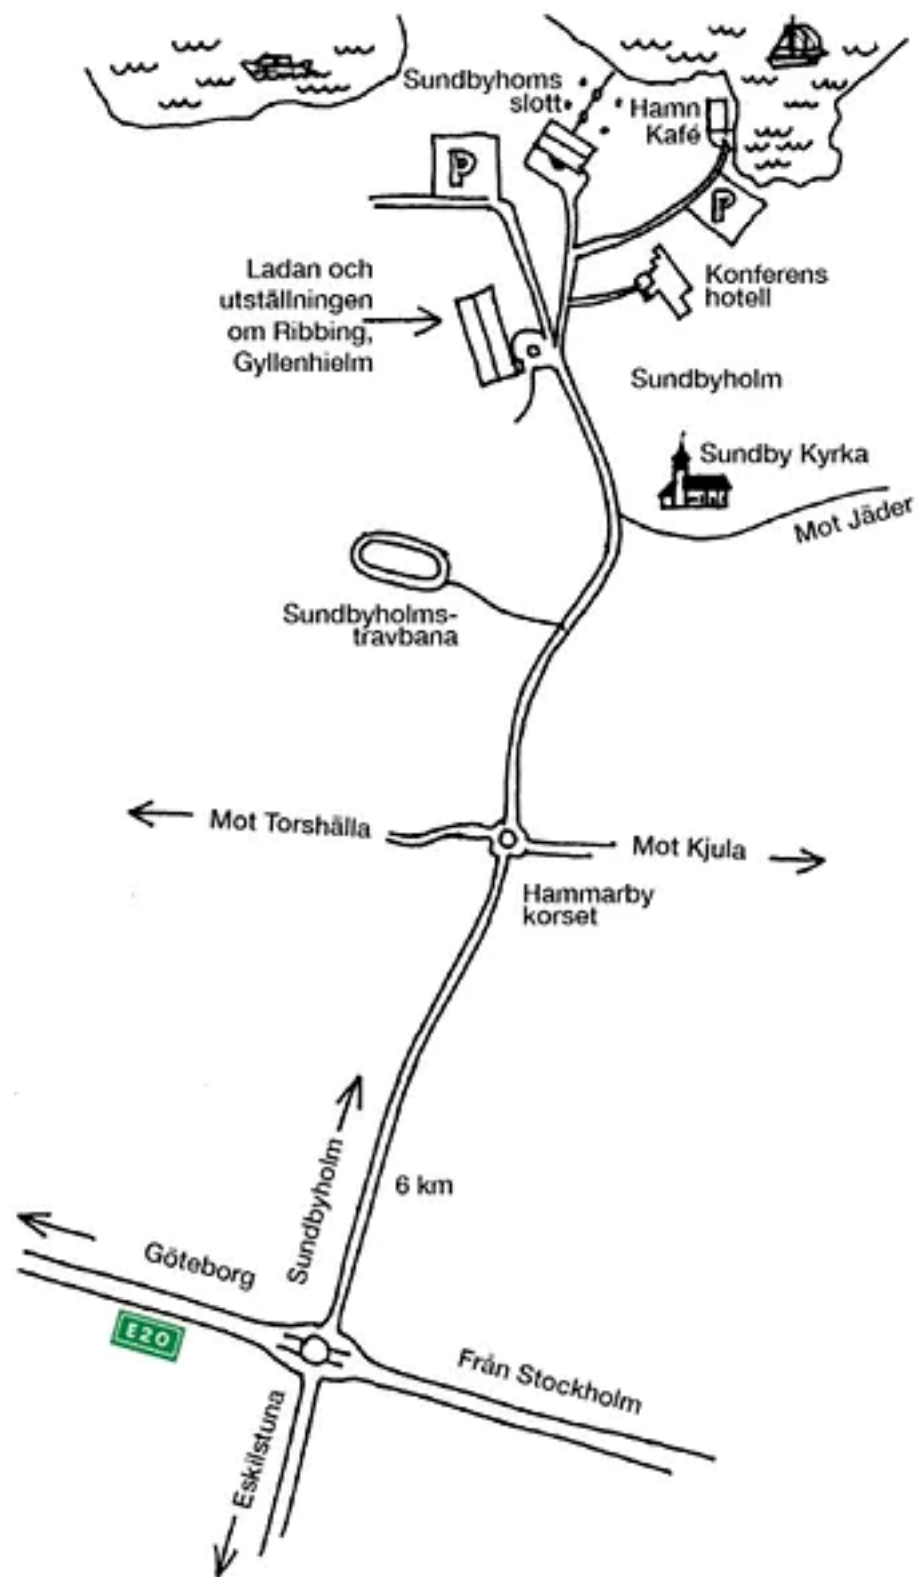 Sundbyhoms
slott
Hamn
Kafé
P
P
Ladan och
utställningen
om Ribbing,
Gyllenhielm
Konferens
hotell
Sundbyholm
Sundby Kyrka
Mot Jäder
Sundbyholms-
travbana
Mot Torshälla
Mot Kjula
Hammarby
korset
Sundbyholm
6 km
Göteborg
E20
Från Stockholm
Eskilstuna